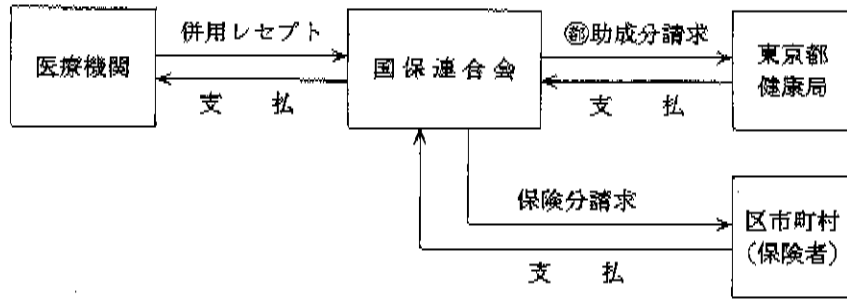 併用レセプト
㊞助成分請求
医療機関
国保連合会
東京都
健康局
支払
支払
保険分請求
区市町村
(保険者)
支払